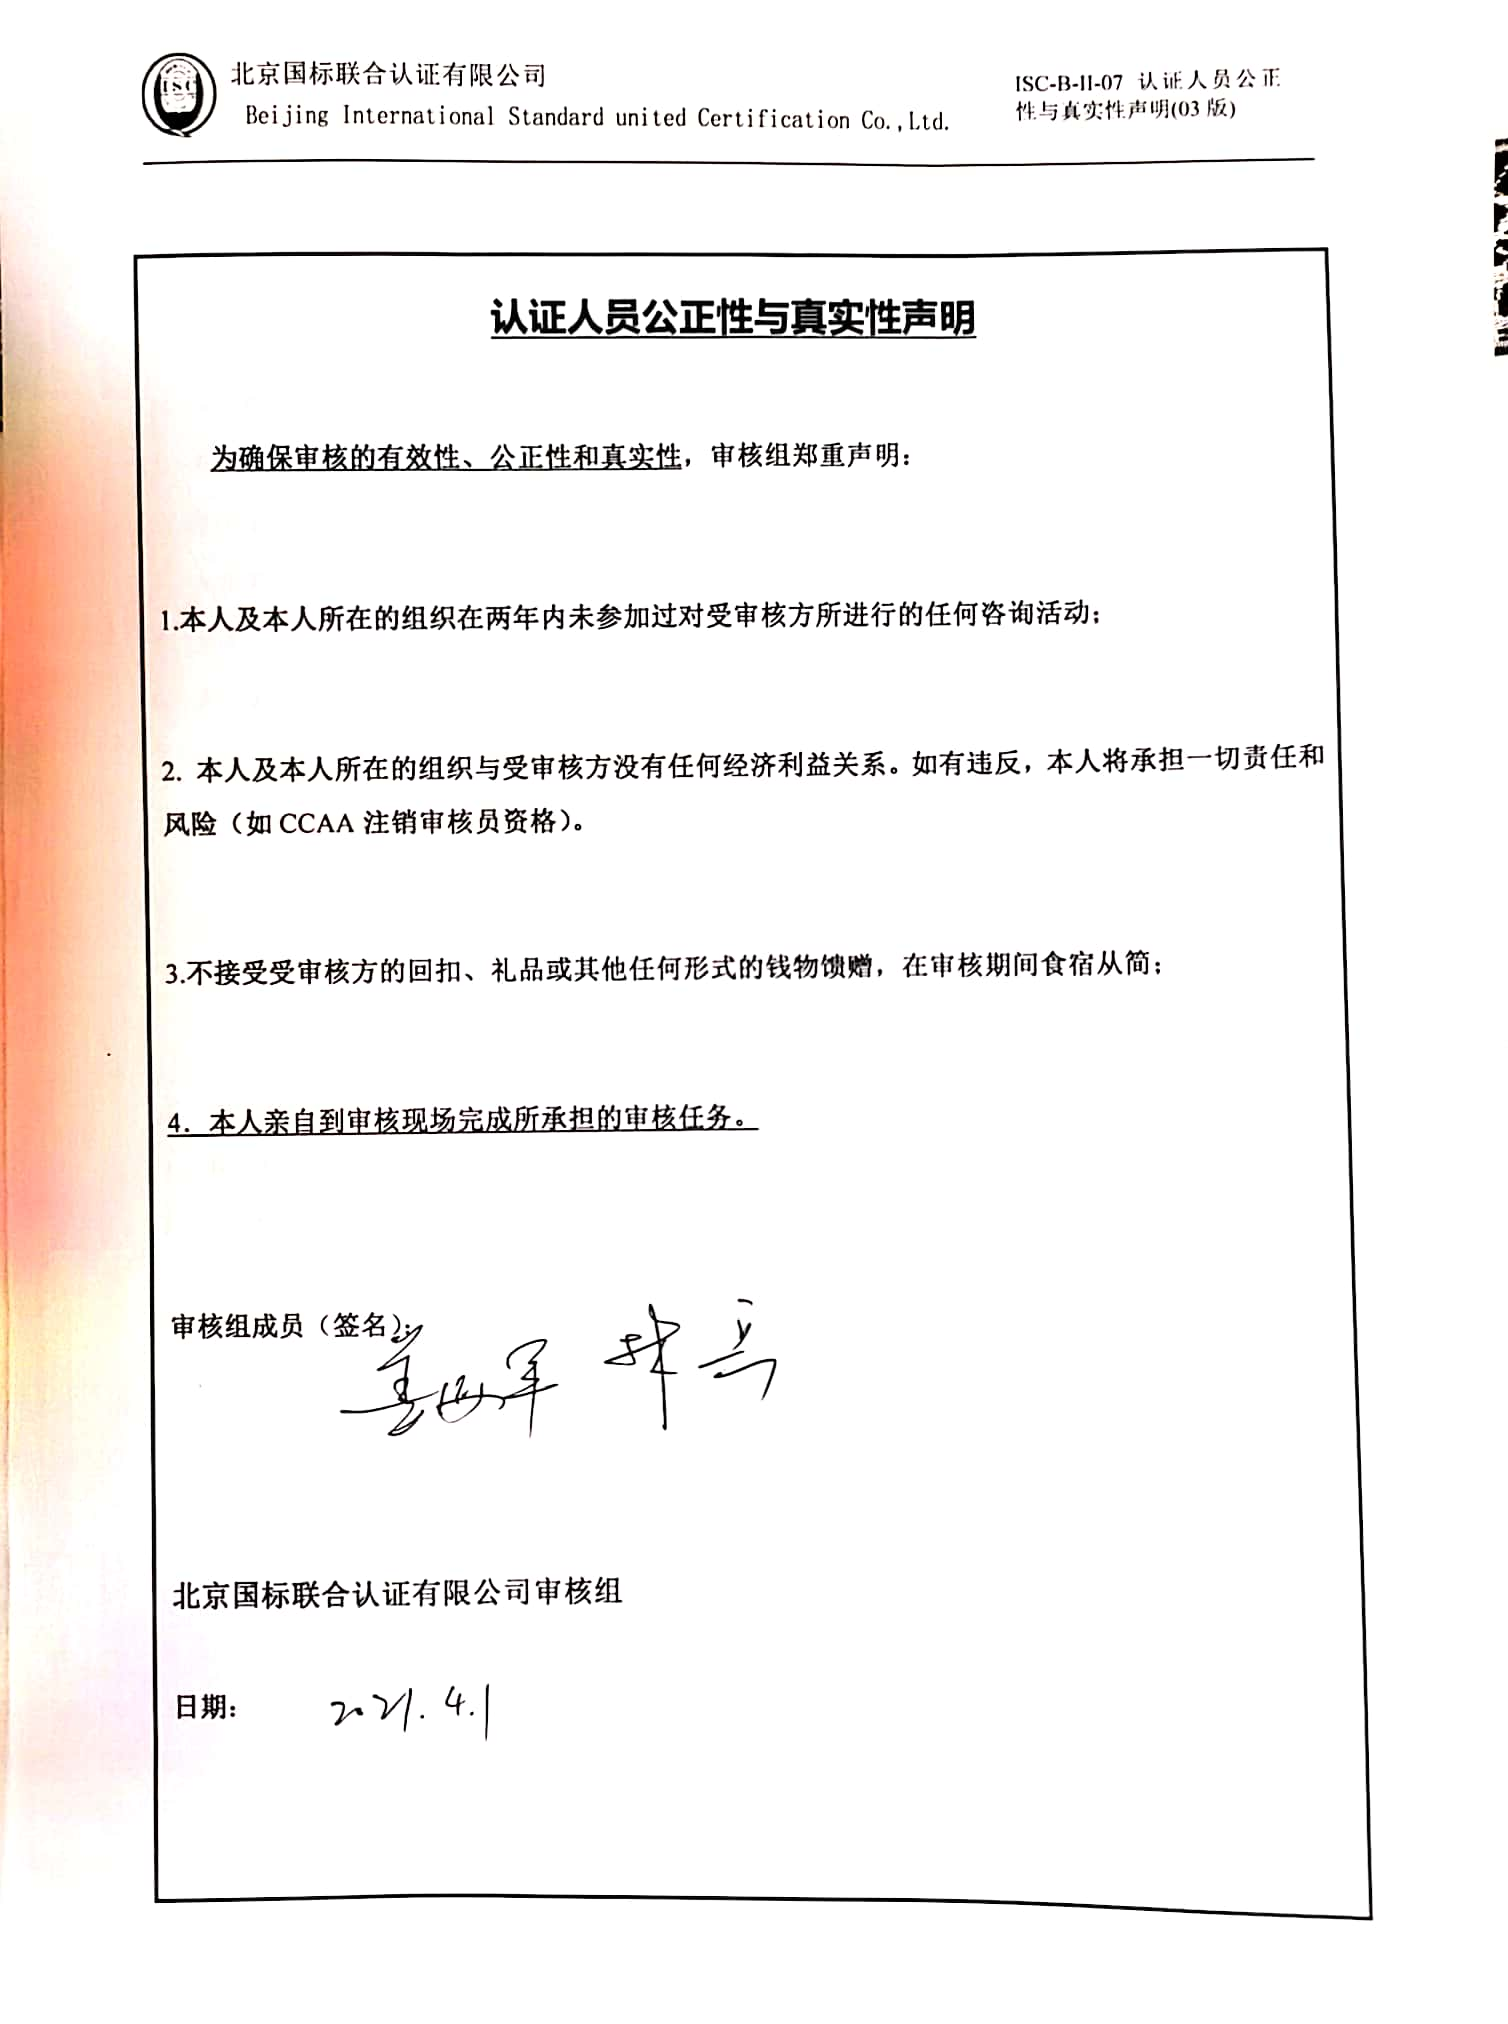 北京国标联合认证有限公司
Beijing International Standard united Certification Co.,Ltd.
ISC-B-II-07 认证人员公正
性与真实性声明(03 版)
ISC
认证人员公正性与真实性声明
为确保审核的有效性、公正性和真实性，审核组郑重声明：
1.本人及本人所在的组织在两年内未参加过对受审核方所进行的任何咨询活动；
2. 本人及本人所在的组织与受审核方没有任何经济利益关系。如有违反，本人将承担一切责任和
风险（如 CCAA 注销审核员资格）。
3.不接受受审核方的回扣、礼品或其他任何形式的钱物馈赠，在审核期间食宿从简；
4. 本人亲自到审核现场完成所承担的审核任务。
审核组成员（签名）：
北京国标联合认证有限公司审核组
日期： 2021.4.1